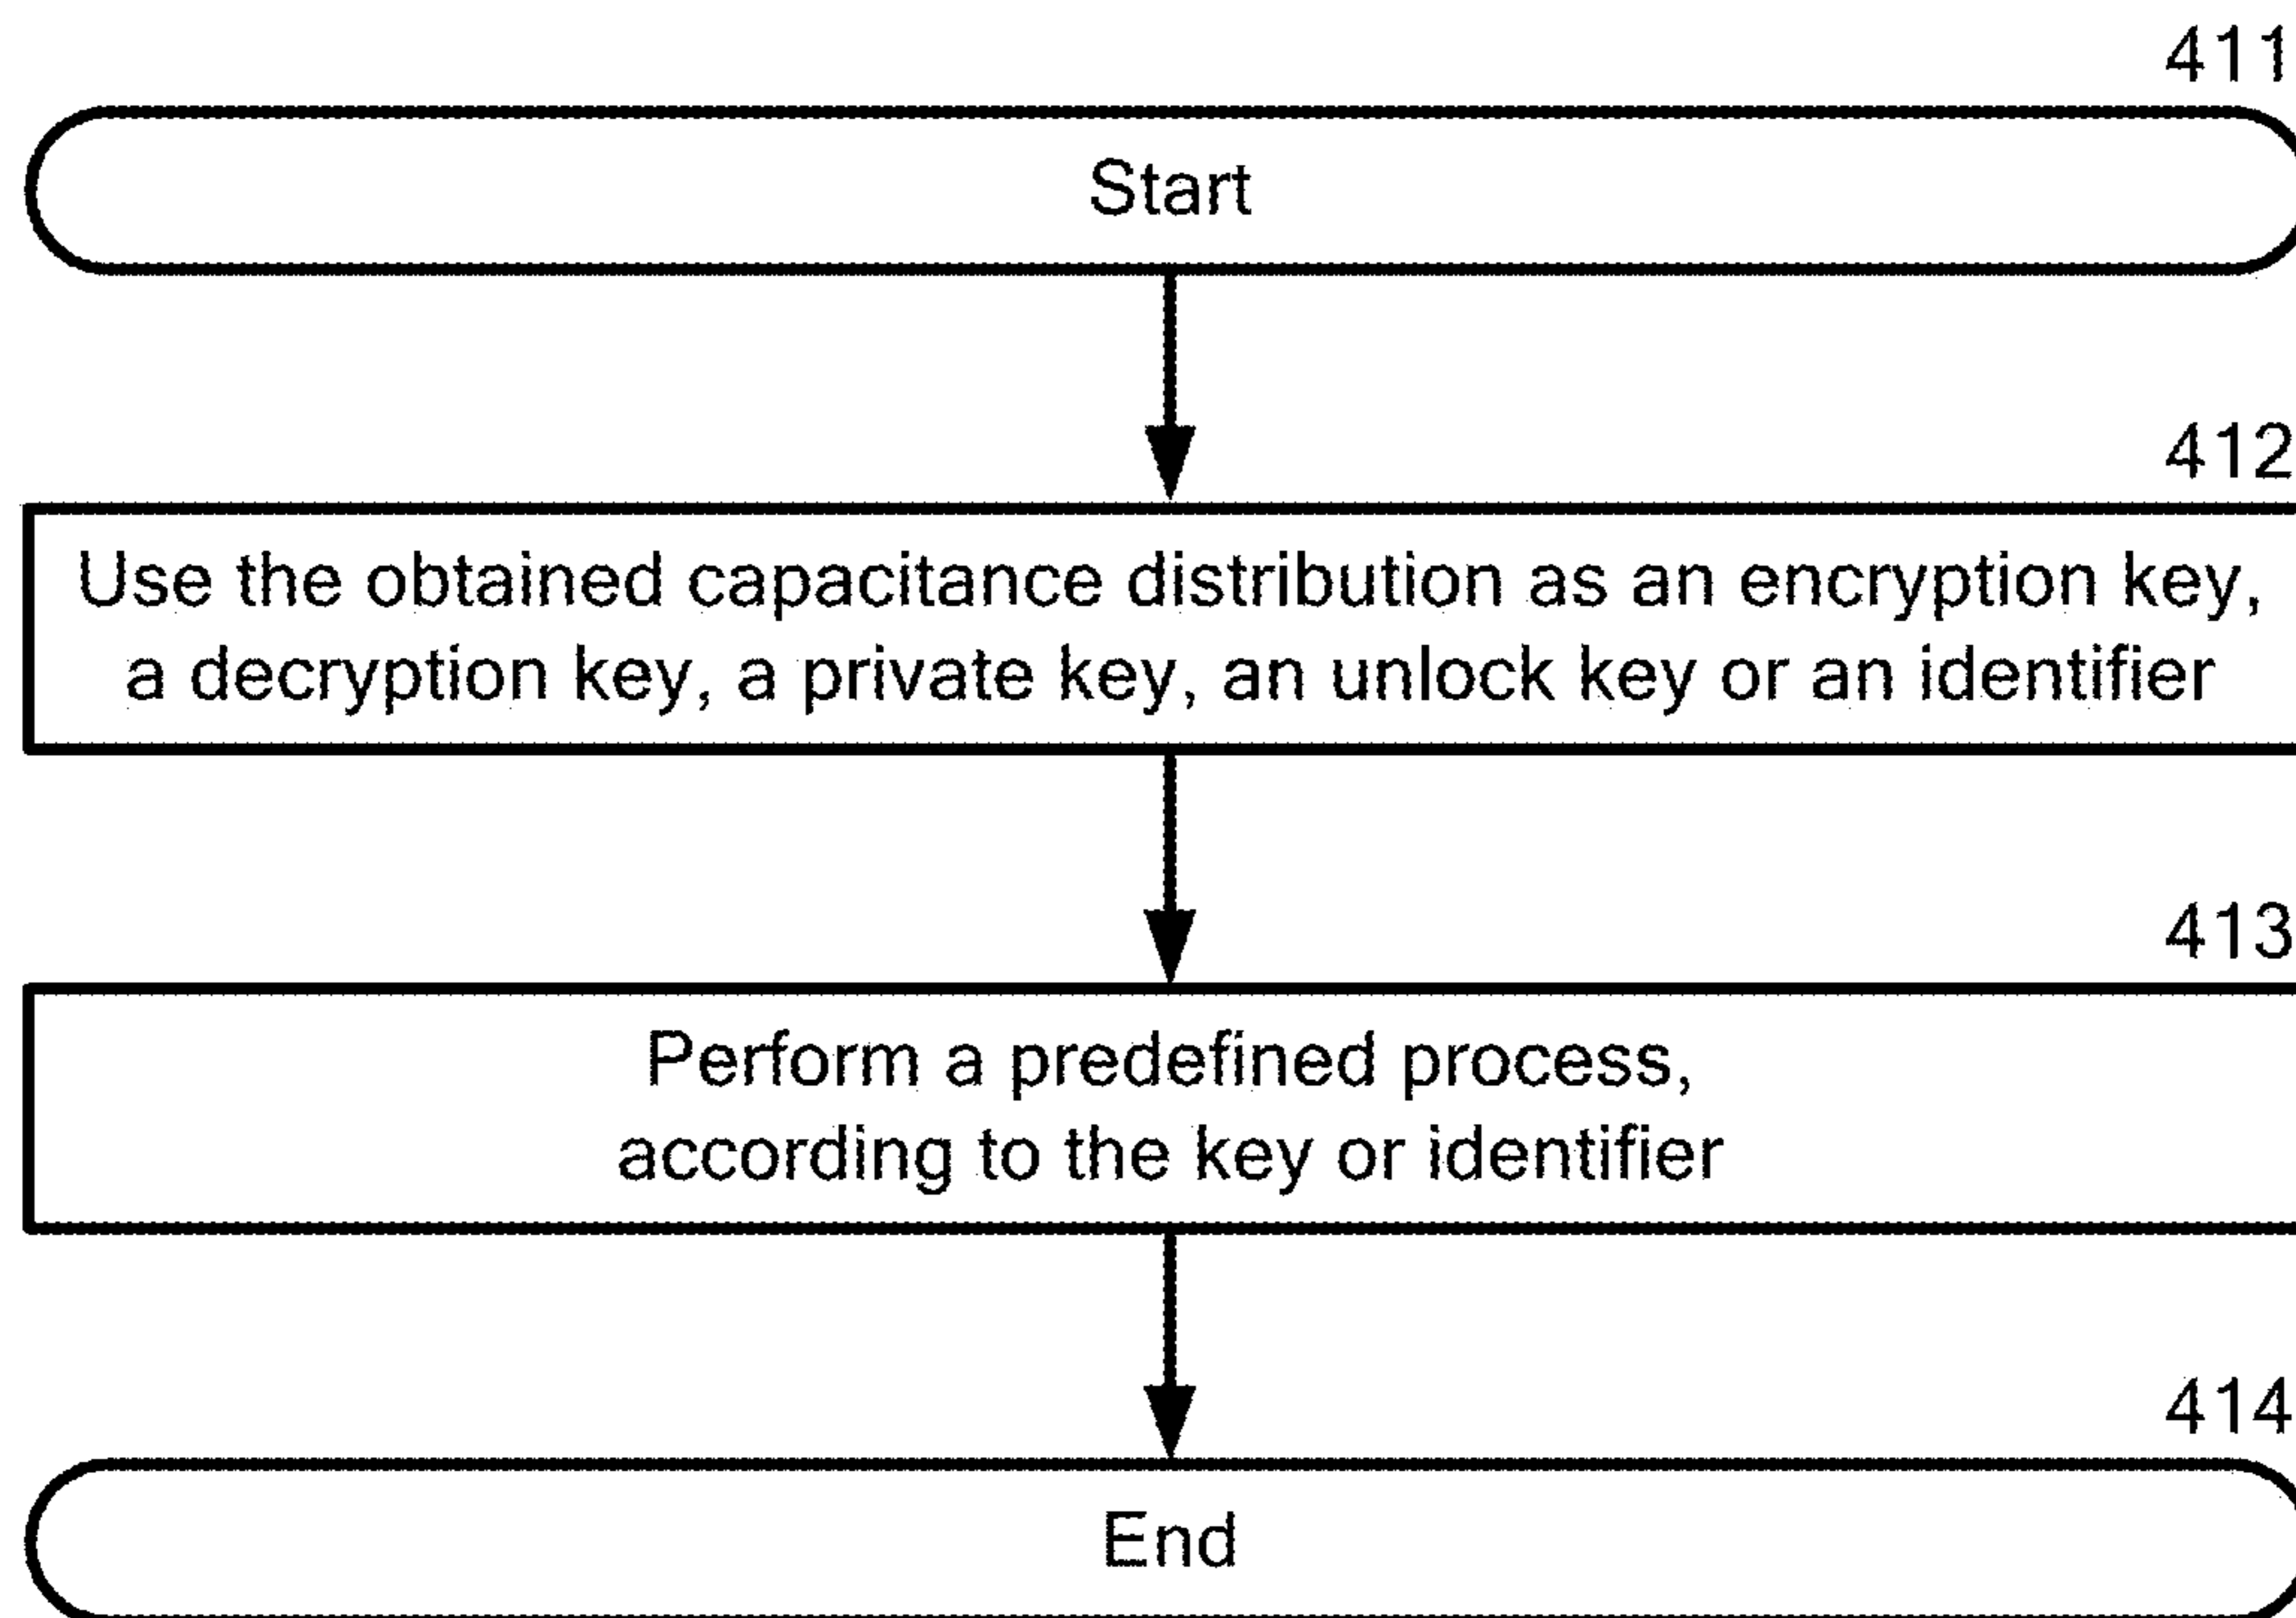 411
Start
412
Use the obtained capacitance distribution as an encryption key,
a decryption key, a private key, an unlock key or an identifier
413
Perform a predefined process,
according to the key or identifier
414
End